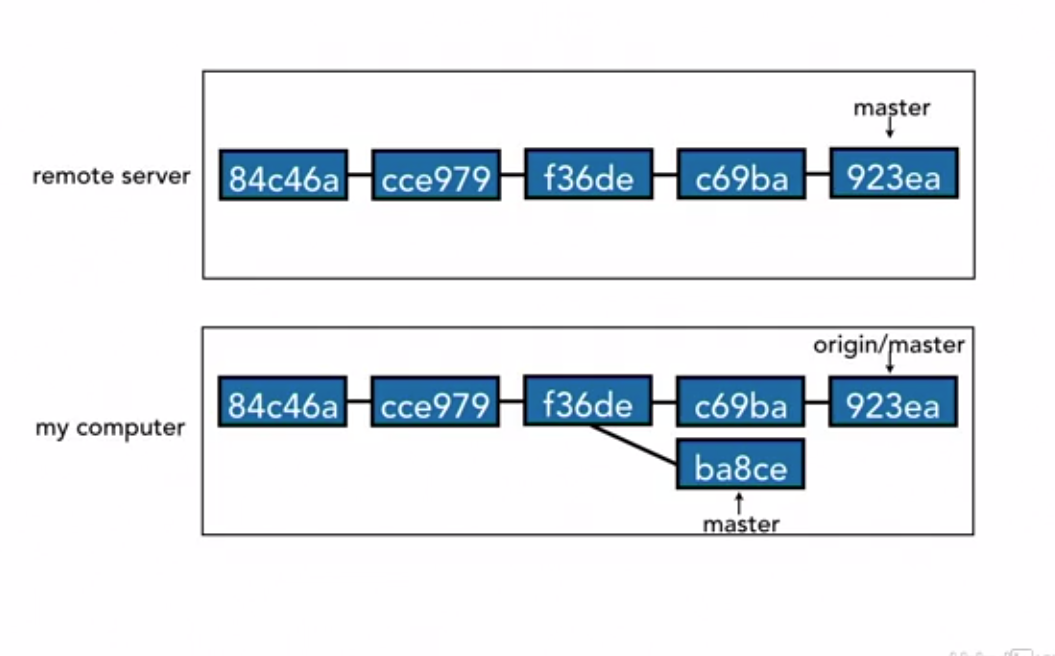 master
remote server
84c46a cce979 f36de c69ba 923ea
origin/master
84c46a cce979 f36de c69ba 923ea
my computer
ba8ce
master